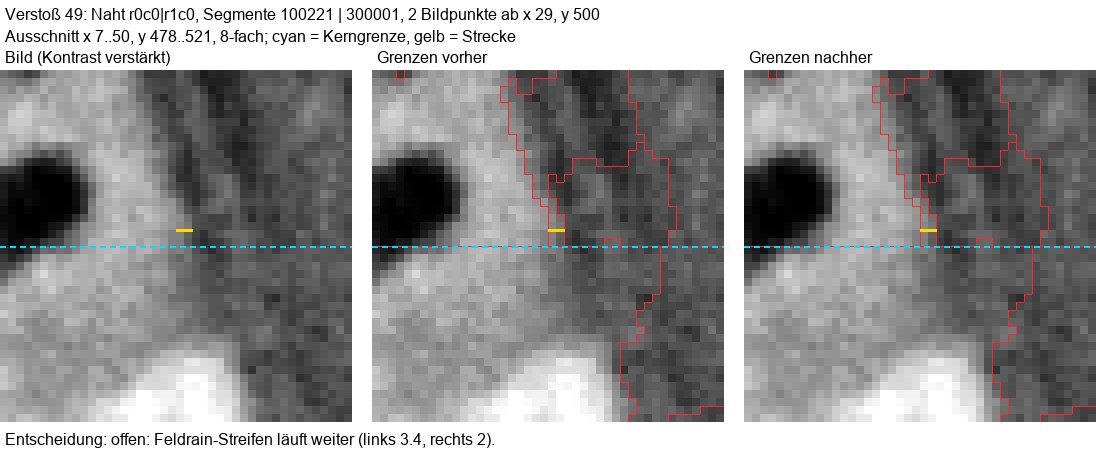 Verstoß 49: Naht r0c0|r1c0, Segmente 100221 | 300001, 2 Bildpunkte ab x 29, y 500
Ausschnitt x 7..50, y 478..521, 8-fach; cyan = Kerngrenze, gelb = Strecke
Bild (Kontrast verstärkt) Grenzen vorher Grenzen nachher
Entscheidung: offen: Feldrain-Streifen läuft weiter (links 3.4, rechts 2).